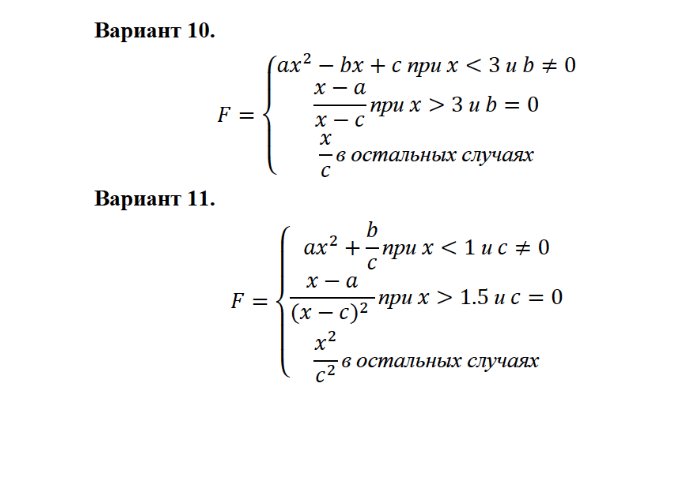 Вариант 10.
ax² − bx + c при x < 3 и b ≠ 0
F = { (x − a)/(x − c) при x > 3 и b = 0
x/c в остальных случаях
Вариант 11.
ax² + b/c при x < 1 и c ≠ 0
F = { (x − a)/(x − c)² при x > 1.5 и c = 0
x²/c² в остальных случаях